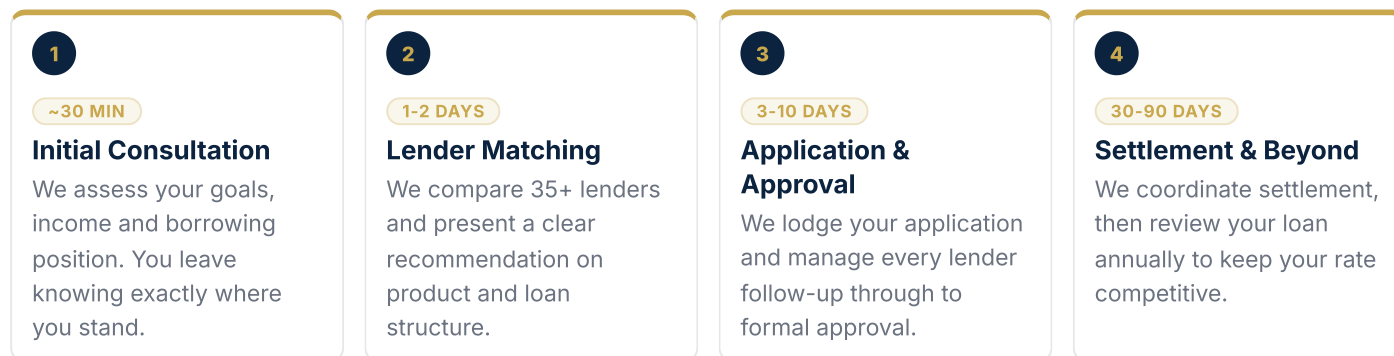 1
~30 MIN
Initial Consultation
We assess your goals,
income and borrowing
position. You leave
knowing exactly where
you stand.
2
1-2 DAYS
Lender Matching
We compare 35+ lenders
and present a clear
recommendation on
product and loan
structure.
3
3-10 DAYS
Application &
Approval
We lodge your application
and manage every lender
follow-up through to
formal approval.
4
30-90 DAYS
Settlement & Beyond
We coordinate settlement,
then review your loan
annually to keep your rate
competitive.